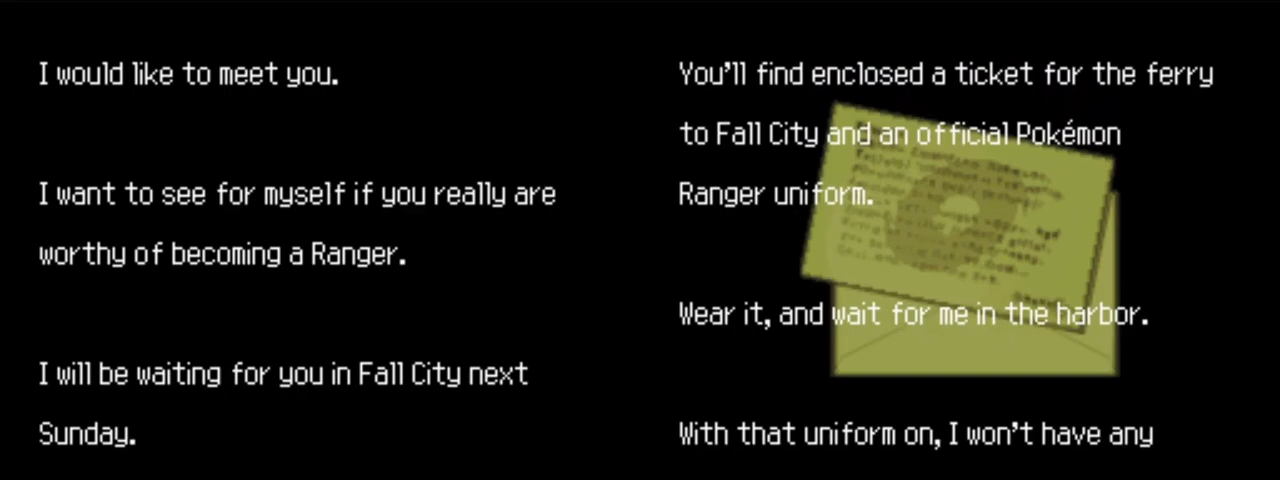 I would like to meet you.
I want to see for myself if you really are
worthy of becoming a Ranger.
I will be waiting for you in Fall City next
Sunday.
You'll find enclosed a ticket for the ferry
to Fall City and an official Pokémon
Ranger uniform.
Wear it, and wait for me in the harbor.
With that uniform on, I won't have any